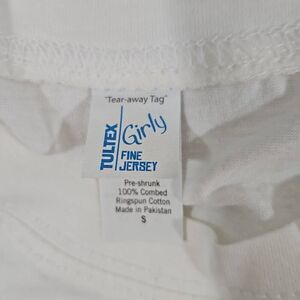 "Tear-away Tag"
TULTEX
Girly
FINE
JERSEY
Pre-shrunk
100% Combed
Ringspun Cotton
Made in Pakistan
S